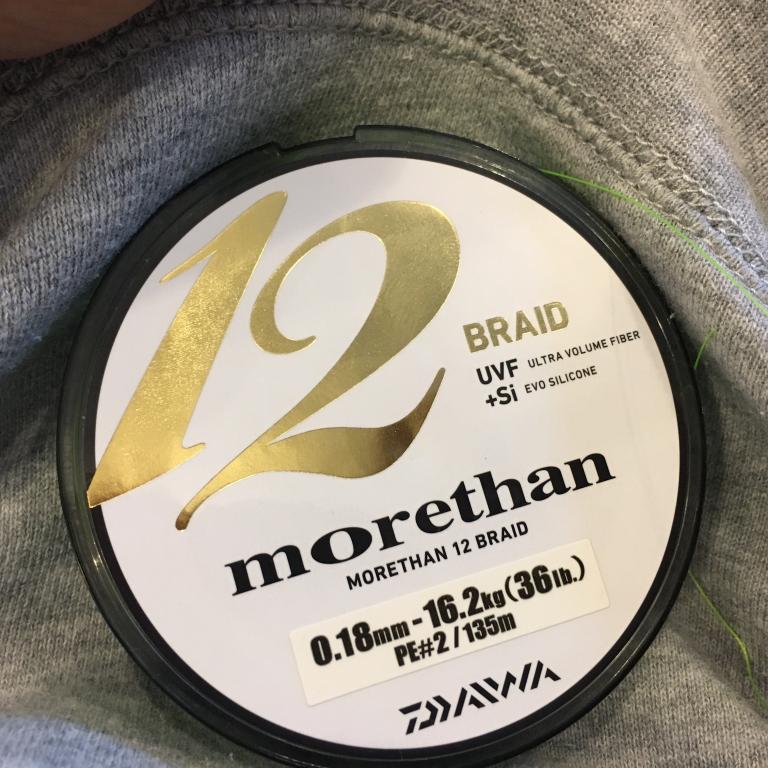 12
BRAID
UVF ULTRA VOLUME FIBER
+Si EVO SILICONE
morethan
MORETHAN 12 BRAID
0.18mm-16.2kg(36lb.)
PE#2/135m
DAIWA